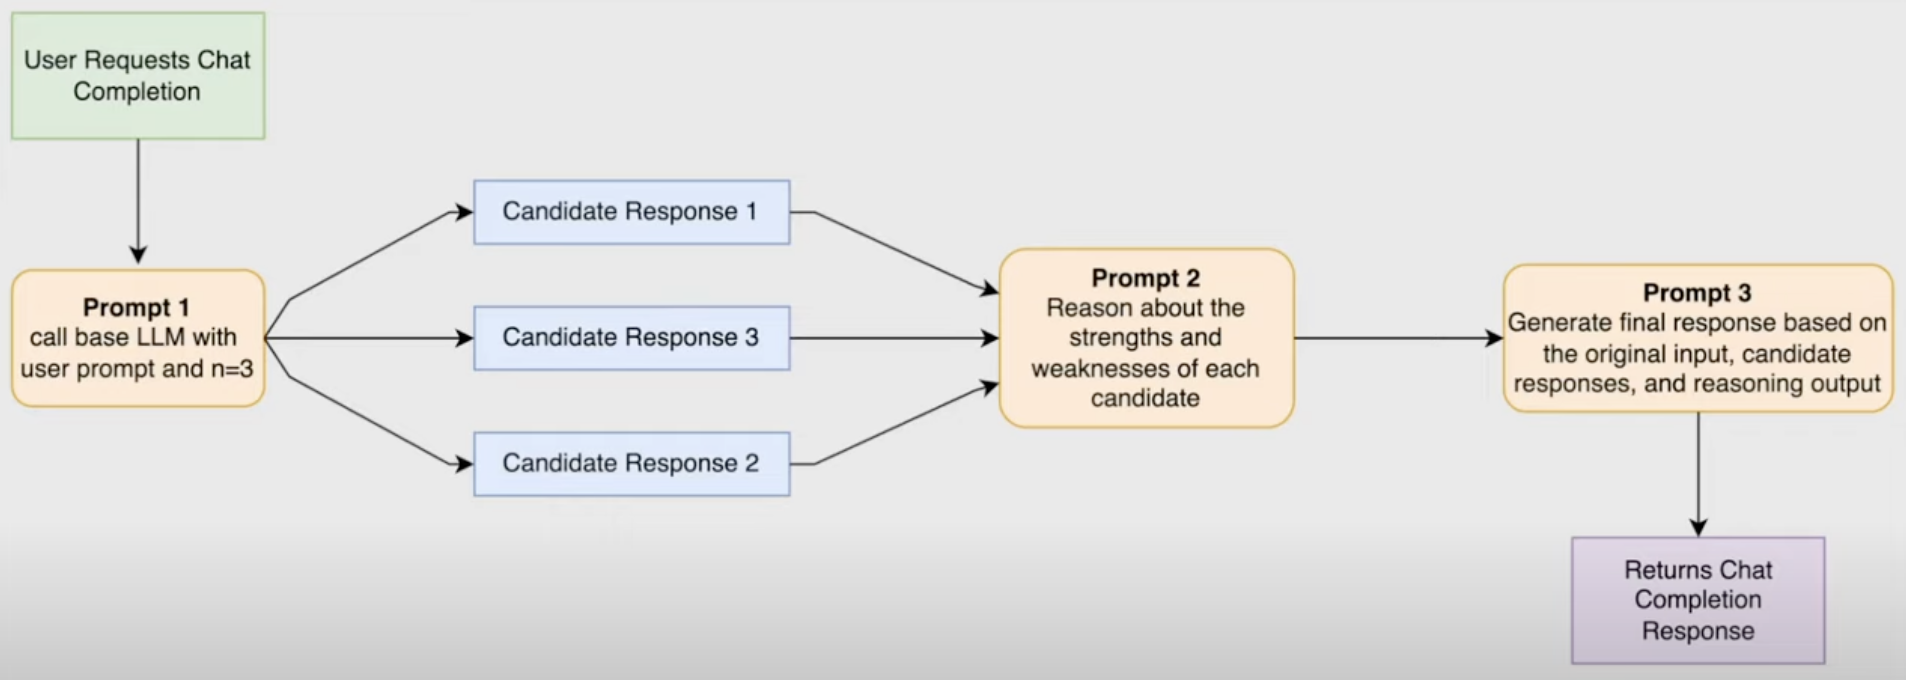 User Requests Chat
Completion
Prompt 1
call base LLM with
user prompt and n=3
Candidate Response 1
Candidate Response 3
Candidate Response 2
Prompt 2
Reason about the
strengths and
weaknesses of each
candidate
Prompt 3
Generate final response based on
the original input, candidate
responses, and reasoning output
Returns Chat
Completion
Response